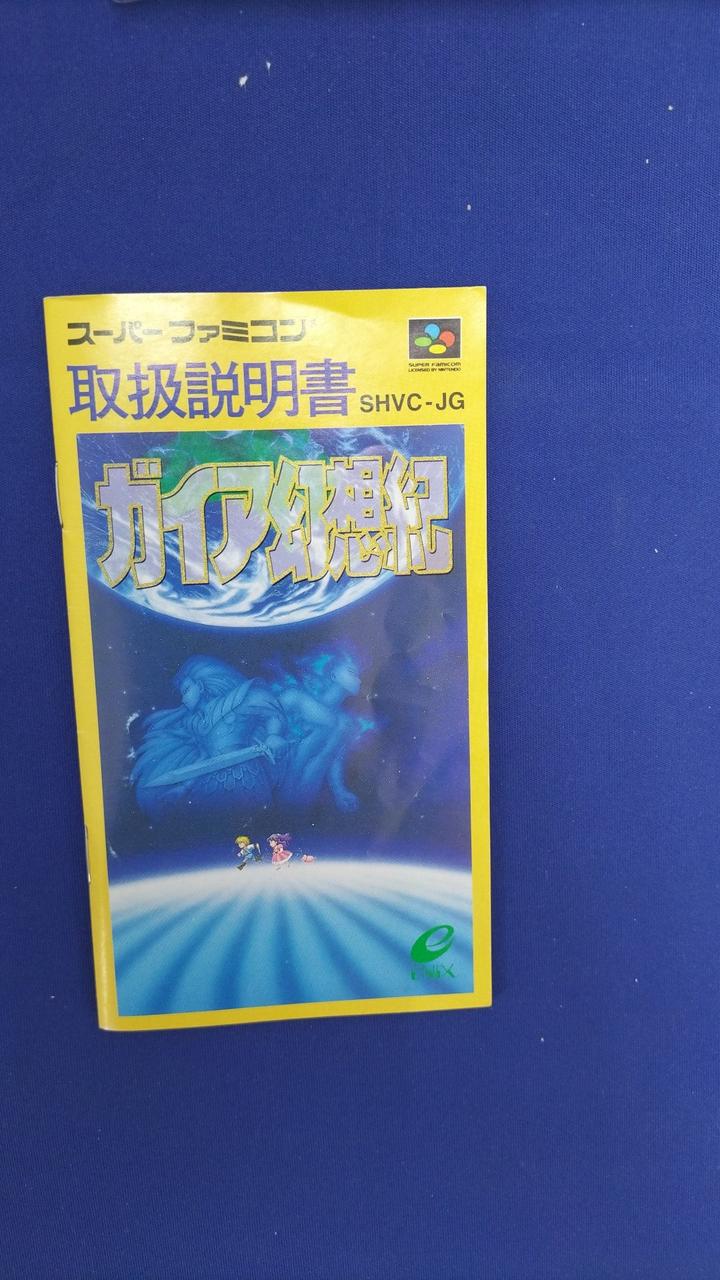 スーパーファミコン
SUPER FAMICOM
LICENSED BY NINTENDO
取扱説明書 SHVC-JG
ガイア幻想紀
ENIX